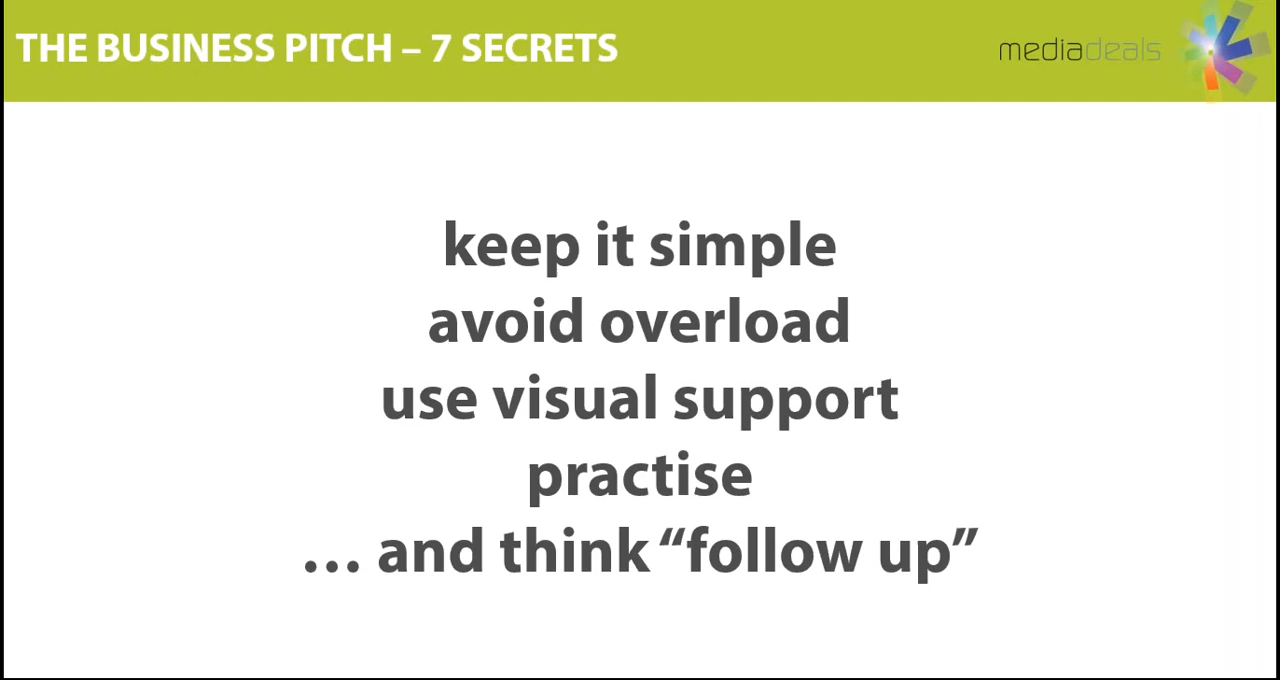 THE BUSINESS PITCH – 7 SECRETS
mediadeals
keep it simple
avoid overload
use visual support
practise
… and think “follow up”